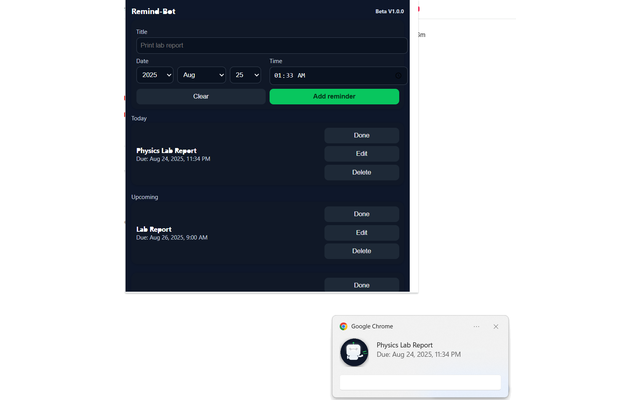 Remind-Bot
Beta V1.0.0
Title
Print lab report
Date
Time
2025 Aug 25
01:33 AM
Clear
Add reminder
Today
Physics Lab Report
Due: Aug 24, 2025, 11:34 PM
Done
Edit
Delete
Upcoming
Lab Report
Due: Aug 26, 2025, 9:00 AM
Done
Edit
Delete
Done
Google Chrome
Physics Lab Report
Due: Aug 24, 2025, 11:34 PM